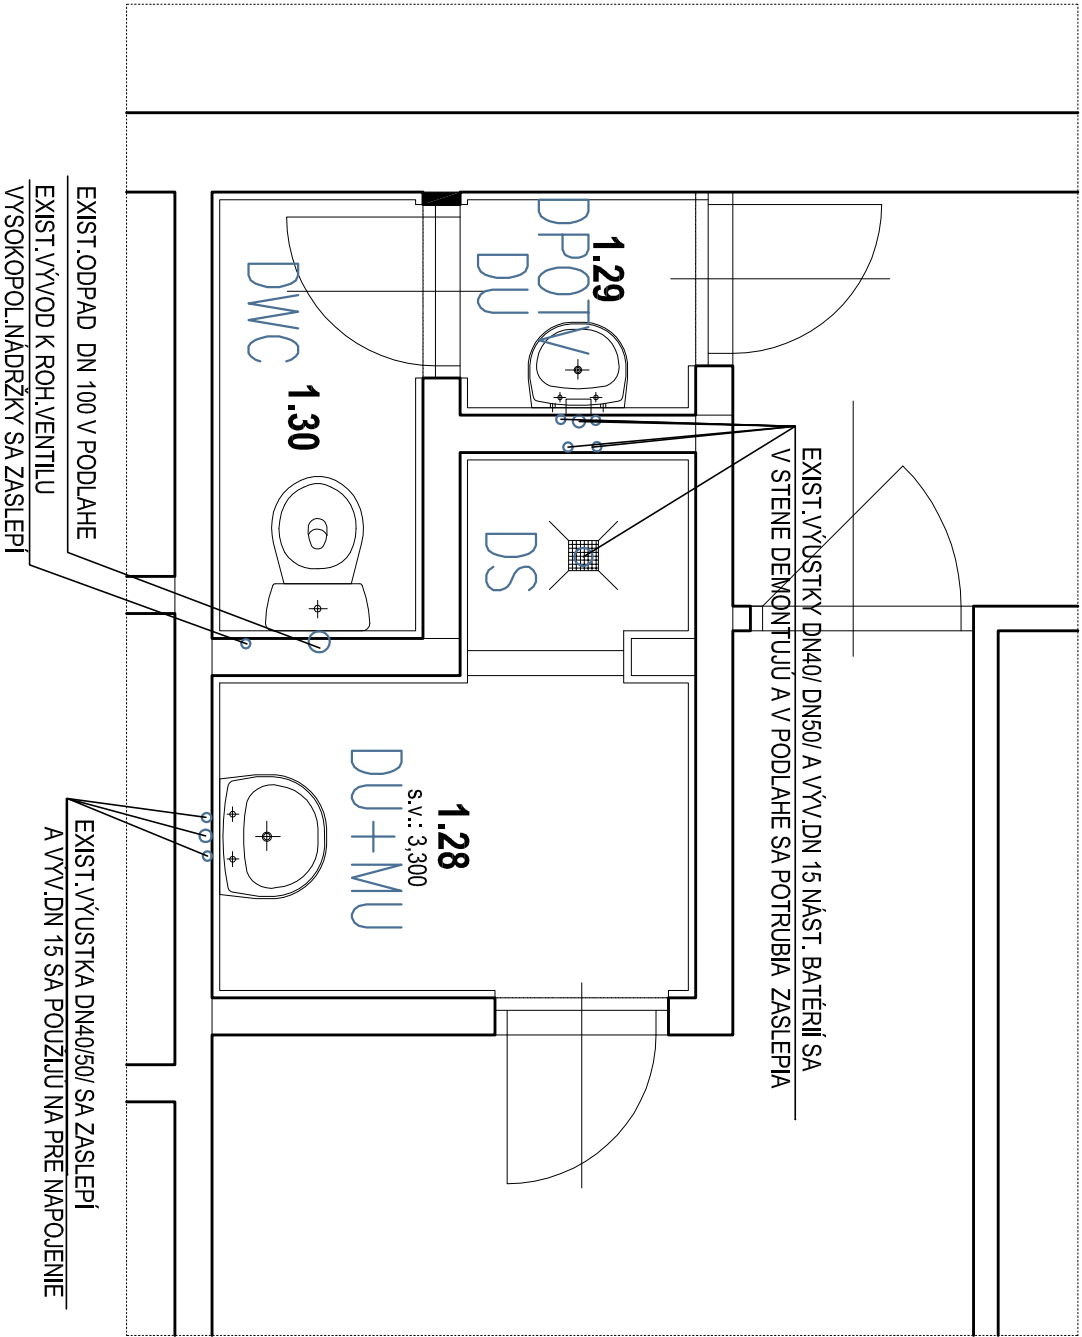 EXIST.VÝÚSTKY DN40/ DN50/ A VÝV.DN 15 NÁST. BATÉRIÍ SA
V STENE DEMONTUJÚ A V PODLAHE SA POTRUBIA ZASLEPIA
1.29
DPOT/V
DU
1.30
DWC
DS
1.28
s.v.: 3,300
DU+MU
EXIST.ODPAD DN 100 V PODLAHE
EXIST.VÝVOD K ROH.VENTILU
VYSOKOPOL.NÁDRŽKY SA ZASLEPÍ
EXIST.VÝUSTKA DN40/50/ SA ZASLEPÍ
A VÝV.DN 15 SA POUŽIJÚ NA PRE NAPOJENIE